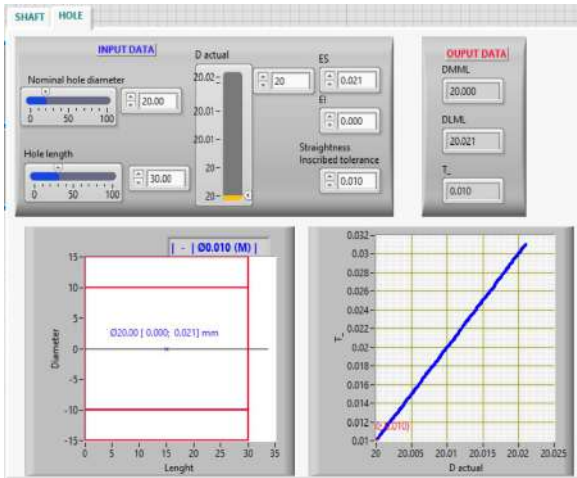 SHAFT HOLE
INPUT DATA
Nominal hole diameter
20.00
0 50 100
Hole length
30.00
0 50 100
D actual
20.02
20.01
20.01
20
20
20
ES
0.021
EI
0.000
Straightness
Inscribed tolerance
0.010
OUPUT DATA
DMML
20.000
DLML
20.021
T_
0.010
| - | Ø0.010 (M) |
15
10
5
0
-5
-10
-15
Diameter
Ø20.00 [ 0.000; 0.021] mm
0 5 10 15 20 25 30 35
Lenght
0.032
0.03
0.028
0.026
0.024
0.022
0.02
0.018
0.016
0.014
0.012
0.01
T_
0.010)
20 20.005 20.01 20.015 20.02 20.025
D actual